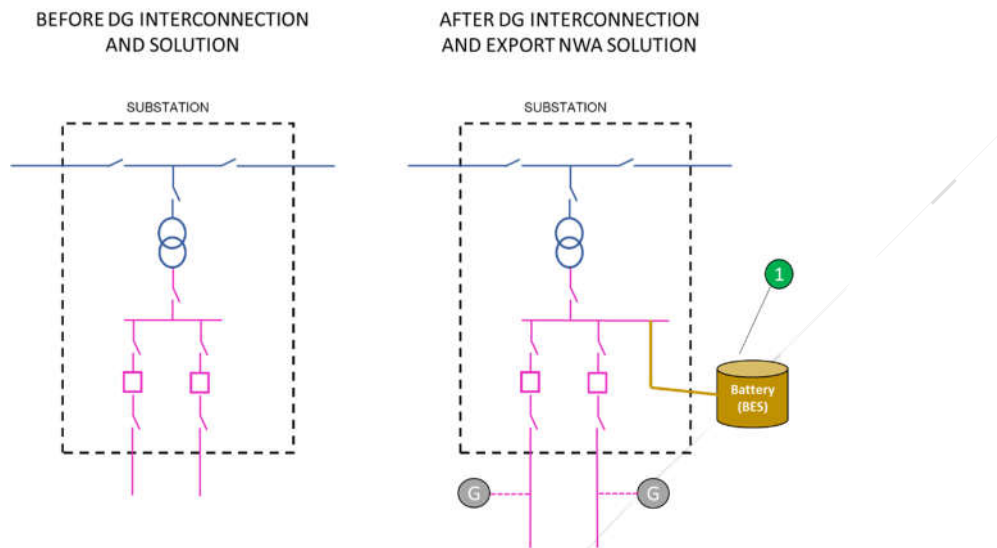 BEFORE DG INTERCONNECTION
AND SOLUTION
AFTER DG INTERCONNECTION
AND EXPORT NWA SOLUTION
SUBSTATION
SUBSTATION
1
Battery
(BES)
G
G